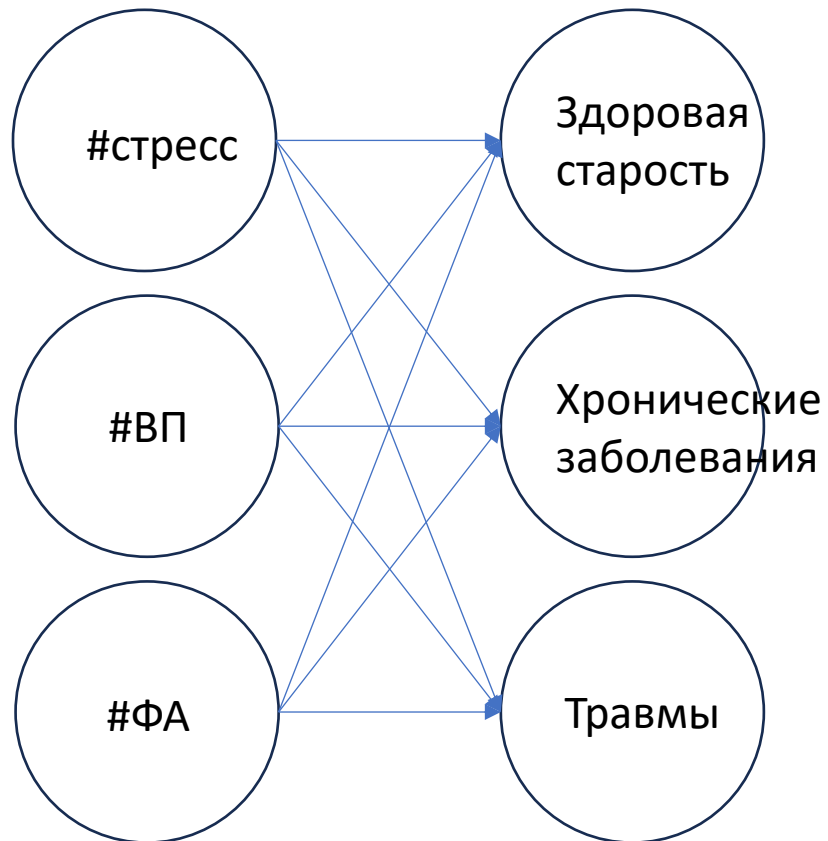 #стресс
Здоровая
старость
#ВП
Хронические
заболевания
#ФА
Травмы